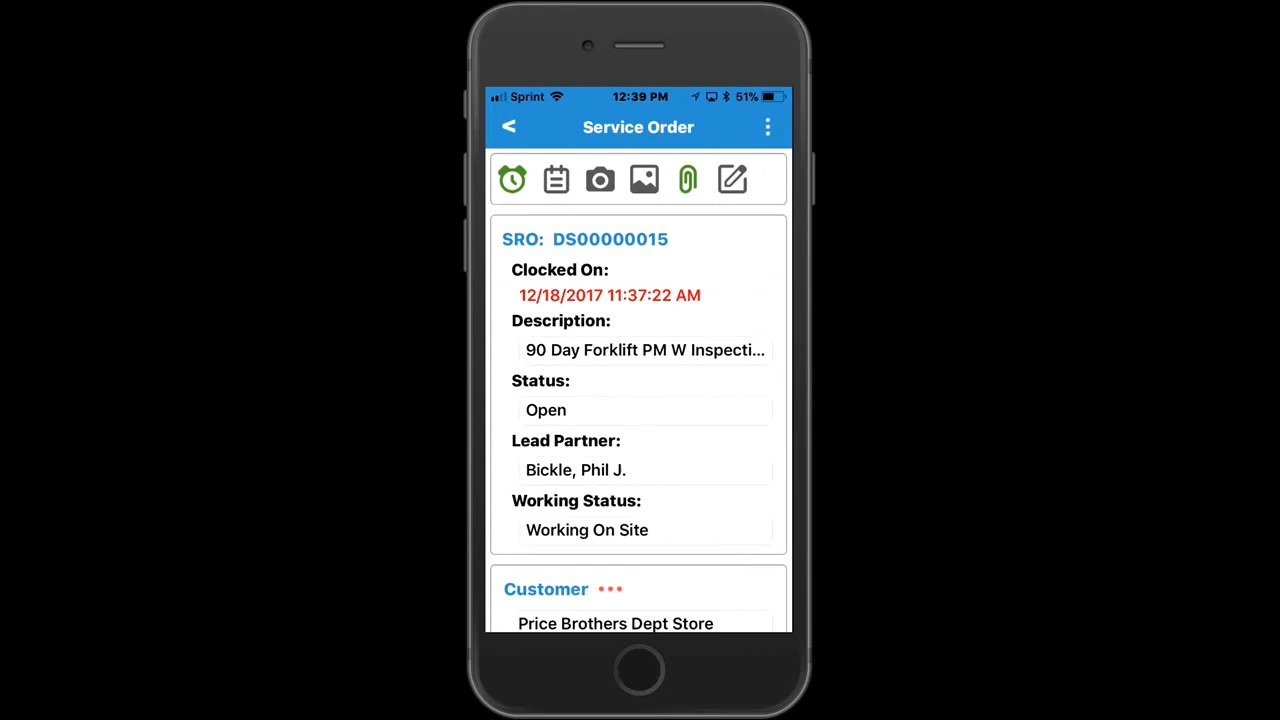 Sprint 12:39 PM 51%
< Service Order
SRO: DS00000015
Clocked On:
12/18/2017 11:37:22 AM
Description:
90 Day Forklift PM W Inspecti...
Status:
Open
Lead Partner:
Bickle, Phil J.
Working Status:
Working On Site
Customer
Price Brothers Dept Store